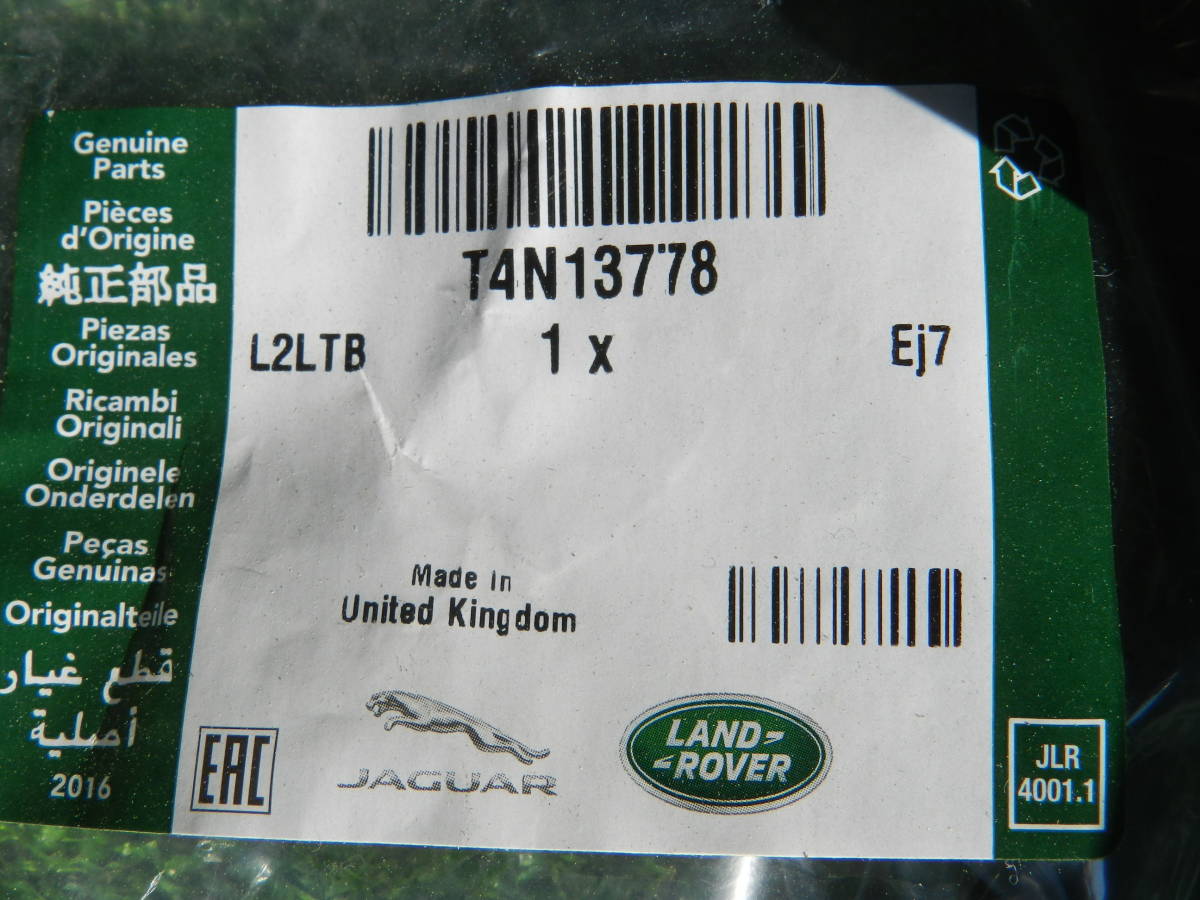 Genuine
Parts
Pièces
d'Origine
純正部品
Piezas
Originales
Ricambi
Originali
Originele
Onderdelen
Peças
Genuinas
Originalteile
قطع غيار
أصلية
2016
T4N13778
L2LTB
1 x
Ej7
Made in
United Kingdom
EAC
JAGUAR
LAND-
-ROVER
JLR
4001.1